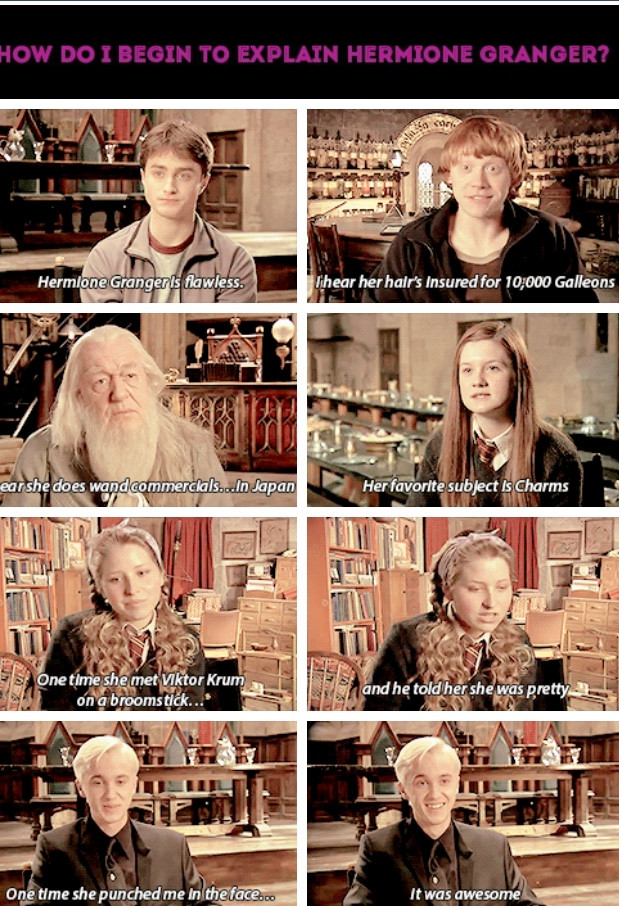 HOW DO I BEGIN TO EXPLAIN HERMIONE GRANGER?
Hermione Granger is flawless.
I hear her hair's insured for 10,000 Galleons
ear she does wand commercials...in Japan
Her favorite subject is Charms
One time she met Viktor Krum
on a broomstick...
and he told her she was pretty
One time she punched me in the face...
It was awesome